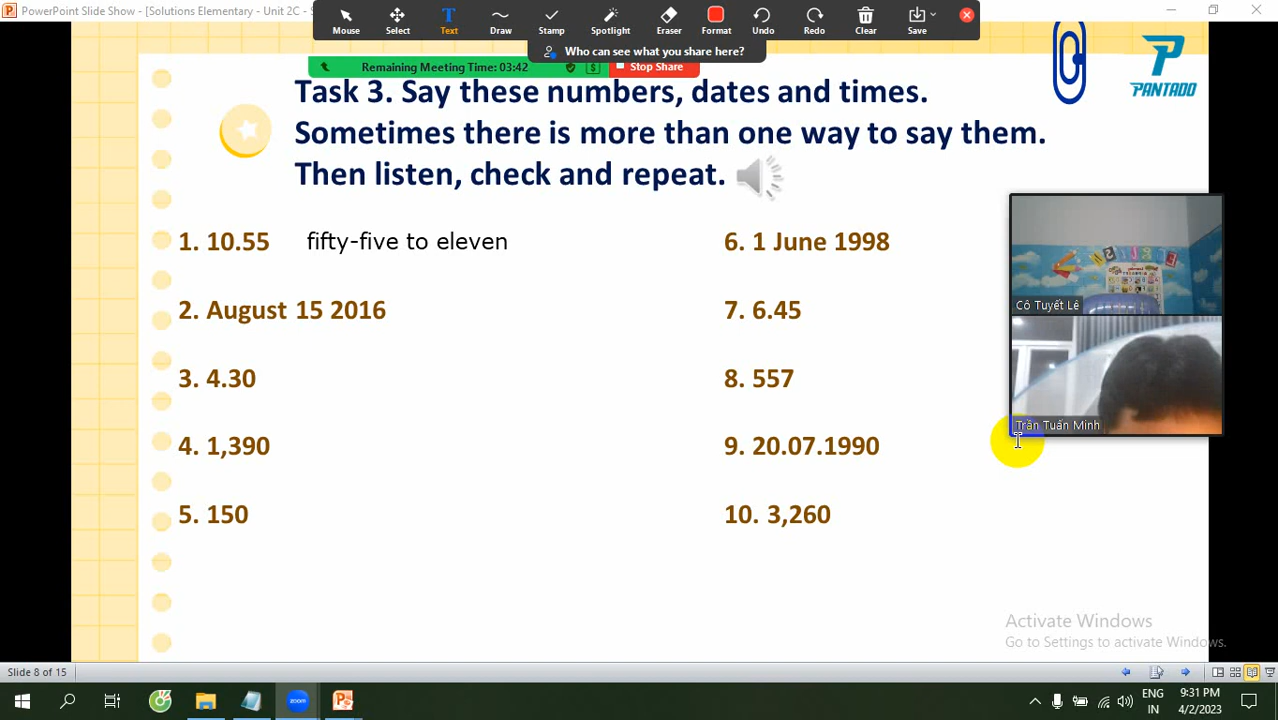 PowerPoint Slide Show - [Solutions Elementary - Unit 2C - S
Mouse
Select
Text
Draw
Stamp
Spotlight
Eraser
Format
Undo
Redo
Clear
Save
Who can see what you share here?
Remaining Meeting Time: 03:42
Stop Share
PANTADO
Task 3. Say these numbers, dates and times.
Sometimes there is more than one way to say them.
Then listen, check and repeat.
1. 10.55 fifty-five to eleven
2. August 15 2016
3. 4.30
4. 1,390
5. 150
6. 1 June 1998
7. 6.45
8. 557
9. 20.07.1990
10. 3,260
Cô Tuyết Lê
Trần Tuấn Minh
Activate Windows
Go to Settings to activate Windows.
Slide 8 of 15
zoom
ENG
IN
9:31 PM
4/2/2023